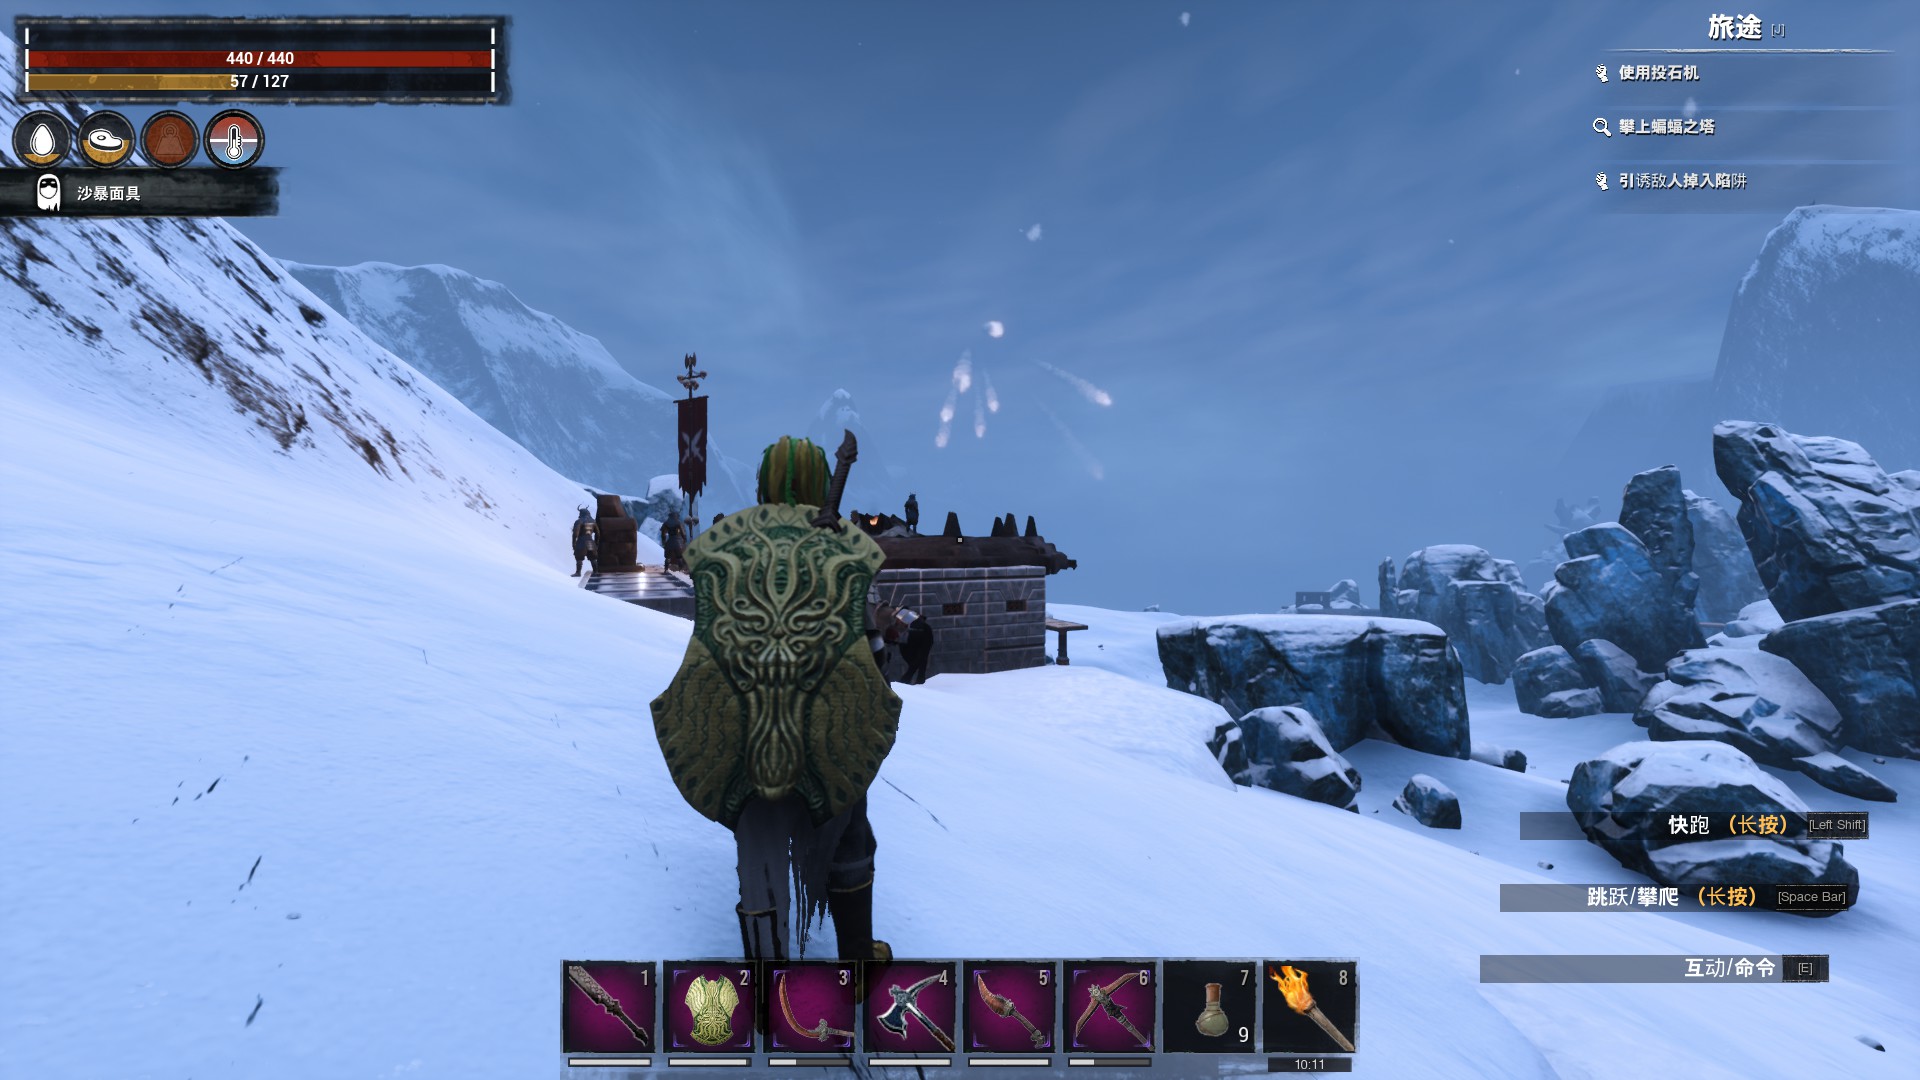 440 / 440
57 / 127
沙暴面具
旅途 [J]
使用投石机
攀上蝙蝠之塔
引诱敌人掉入陷阱
快跑 （长按） [Left Shift]
跳跃/攀爬 （长按） [Space Bar]
互动/命令 [E]
1 2 3 4 5 6 7 8
9
10:11